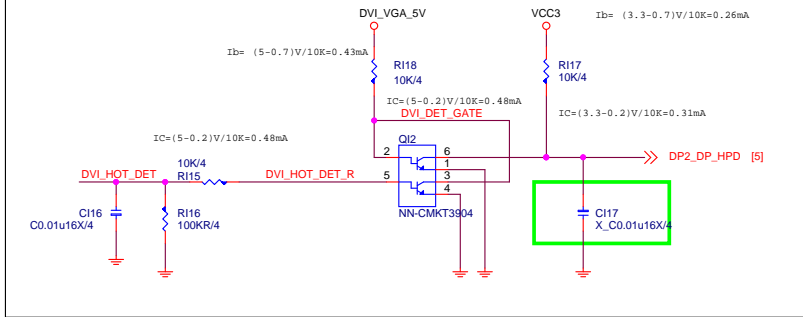 DVI_VGA_5V
VCC3
Ib= (3.3-0.7)V/10K=0.26mA
Ib= (5-0.7)V/10K=0.43mA
RI18
10K/4
RI17
10K/4
IC=(5-0.2)V/10K=0.48mA
DVI_DET_GATE
IC=(3.3-0.2)V/10K=0.31mA
IC=(5-0.2)V/10K=0.48mA
QI2
2
6
1
DP2_DP_HPD [5]
10K/4
DVI_HOT_DET
RI15
DVI_HOT_DET_R
5
3
4
CI16
C0.01u16X/4
RI16
100KR/4
NN-CMKT3904
CI17
X_C0.01u16X/4